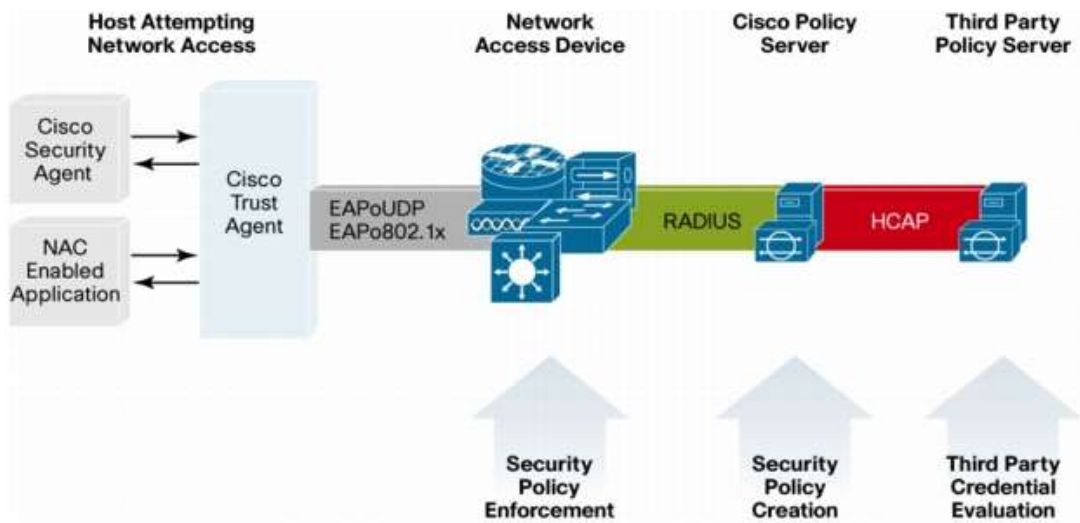 Host Attempting
Network Access
Network
Access Device
Cisco Policy
Server
Third Party
Policy Server
Cisco
Security
Agent
NAC
Enabled
Application
Cisco
Trust
Agent
EAPoUDP
EAPo802.1x
RADIUS
HCAP
Security
Policy
Enforcement
Security
Policy
Creation
Third Party
Credential
Evaluation